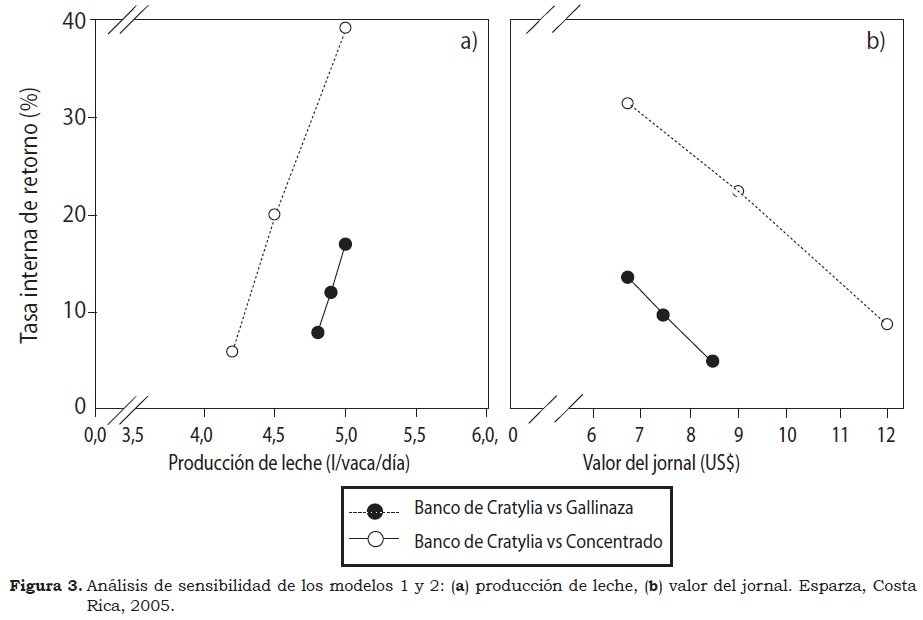 Tasa interna de retorno (%)
40
30
20
10
0
a)
0,0 3,5 4,0 4,5 5,0 5,5 6,0,
Producción de leche (l/vaca/día)
b)
0 6 7 8 9 10 11 12
Valor del jornal (US$)
Banco de Cratylia vs Gallinaza
Banco de Cratylia vs Concentrado
Figura 3. Análisis de sensibilidad de los modelos 1 y 2: (a) producción de leche, (b) valor del jornal. Esparza, Costa
Rica, 2005.